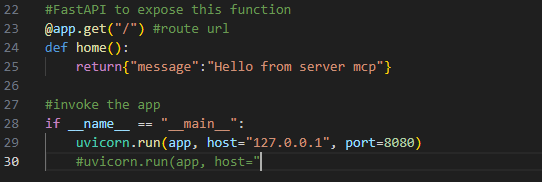 22 #FastAPI to expose this function
23 @app.get("/") #route url
24 def home():
25     return{"message":"Hello from server mcp"}
26
27 #invoke the app
28 if __name__ == "__main__":
29     uvicorn.run(app, host="127.0.0.1", port=8080)
30     #uvicorn.run(app, host="